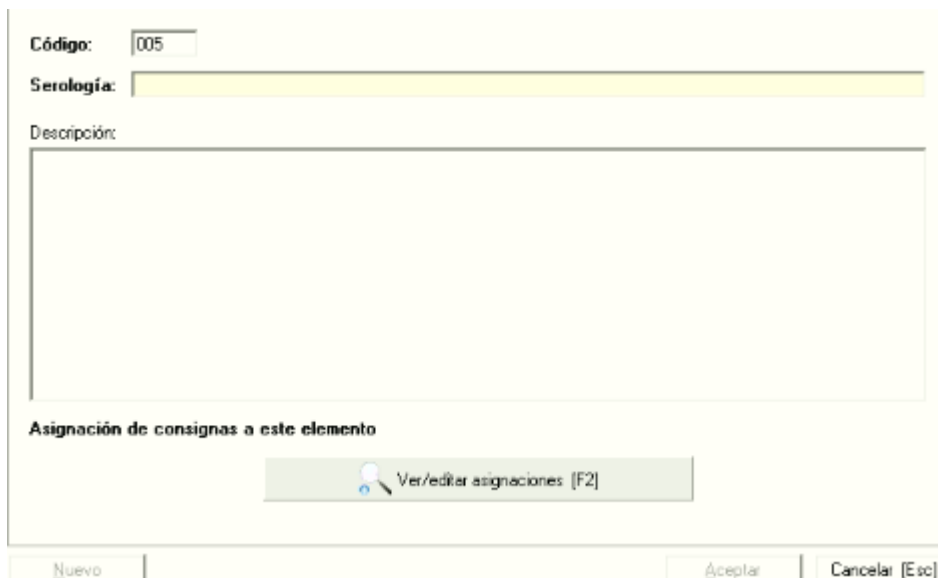 Código: 005
Serología:
Descripción:
Asignación de consignas a este elemento
Ver/editar asignaciones [F2]
Nuevo Aceptar Cancelar [Esc]